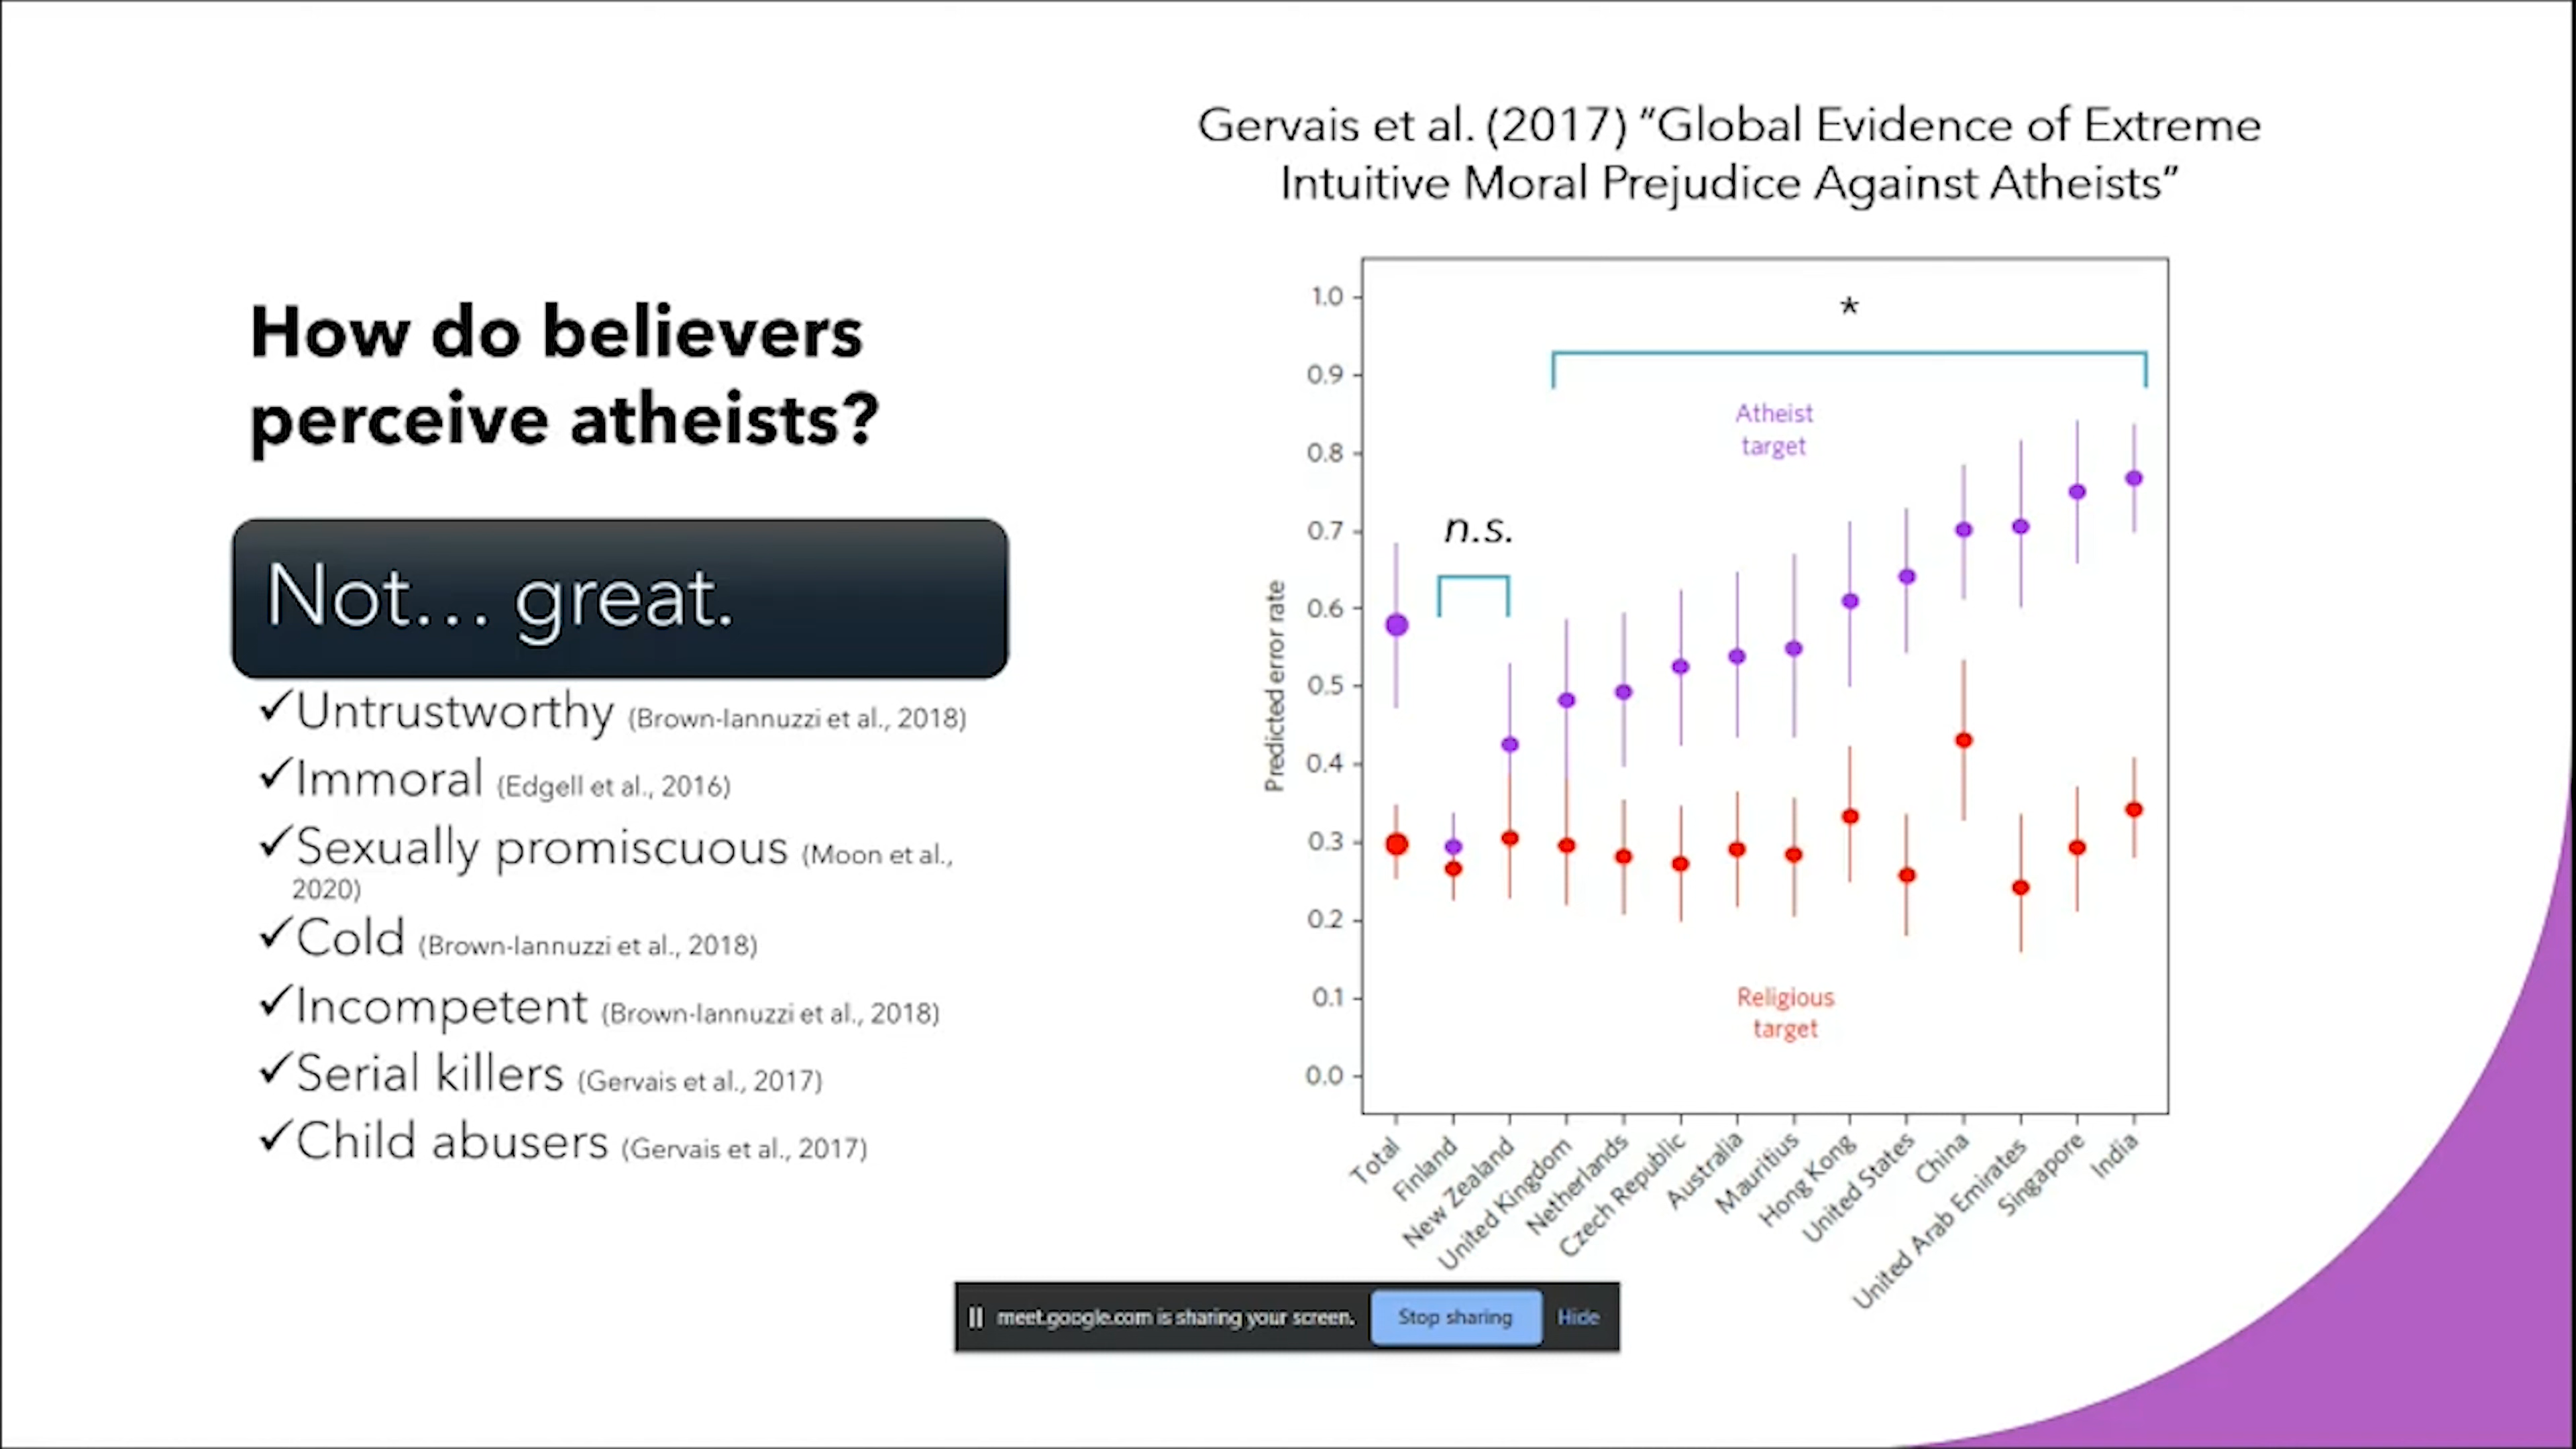 Gervais et al. (2017) “Global Evidence of Extreme
Intuitive Moral Prejudice Against Atheists”
How do believers
perceive atheists?
Not… great.
✓Untrustworthy (Brown-Iannuzzi et al., 2018)
✓Immoral (Edgell et al., 2016)
✓Sexually promiscuous (Moon et al.,
2020)
✓Cold (Brown-Iannuzzi et al., 2018)
✓Incompetent (Brown-Iannuzzi et al., 2018)
✓Serial killers (Gervais et al., 2017)
✓Child abusers (Gervais et al., 2017)
Predicted error rate
1.0
0.9
0.8
0.7
0.6
0.5
0.4
0.3
0.2
0.1
0.0
*
n.s.
Atheist
target
Religious
target
Total
Finland
New Zealand
United Kingdom
Netherlands
Czech Republic
Australia
Mauritius
Hong Kong
United States
China
United Arab Emirates
Singapore
India
meet.google.com is sharing your screen. Stop sharing Hide